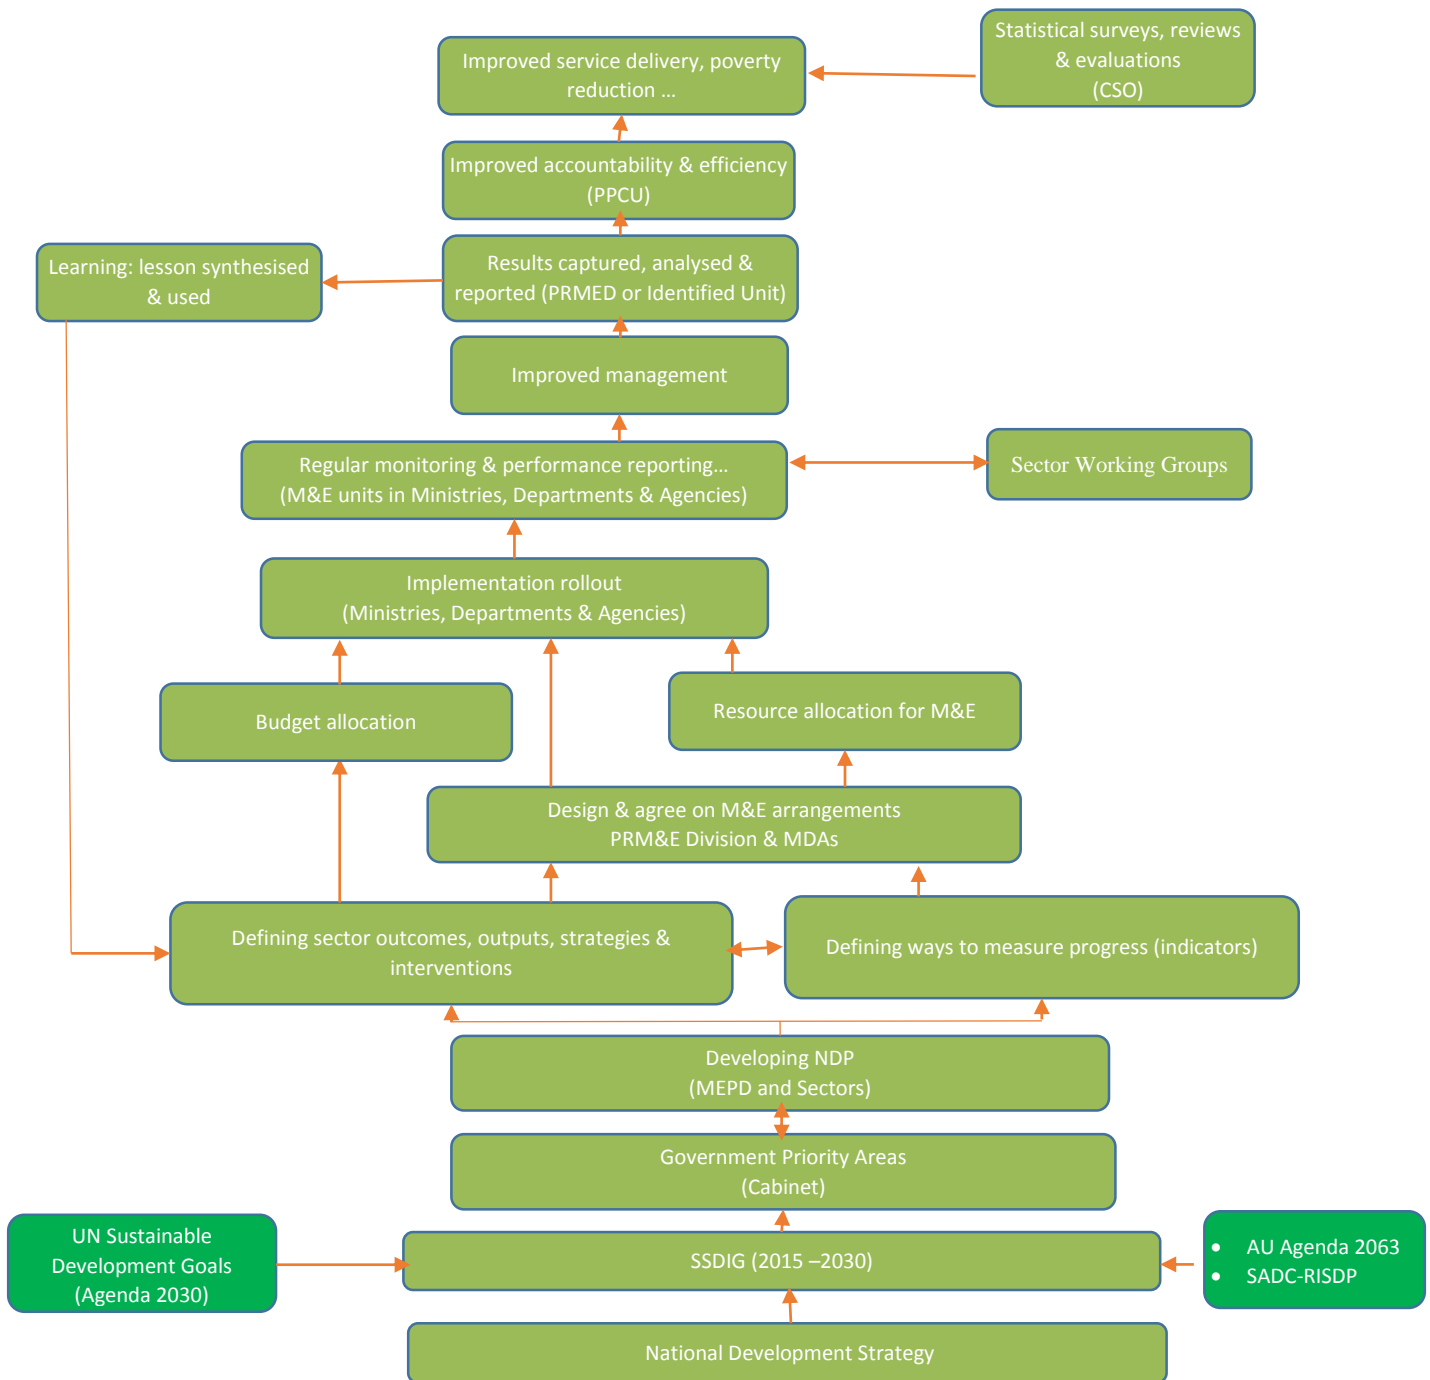 Statistical surveys, reviews
& evaluations
(CSO)
Improved service delivery, poverty
reduction …
Improved accountability & efficiency
(PPCU)
Learning: lesson synthesised
& used
Results captured, analysed &
reported (PRMED or Identified Unit)
Improved management
Regular monitoring & performance reporting…
(M&E units in Ministries, Departments & Agencies)
Sector Working Groups
Implementation rollout
(Ministries, Departments & Agencies)
Budget allocation
Resource allocation for M&E
Design & agree on M&E arrangements
PRM&E Division & MDAs
Defining sector outcomes, outputs, strategies &
interventions
Defining ways to measure progress (indicators)
Developing NDP
(MEPD and Sectors)
Government Priority Areas
(Cabinet)
UN Sustainable
Development Goals
(Agenda 2030)
SSDIG (2015 –2030)
• AU Agenda 2063
• SADC-RISDP
National Development Strategy